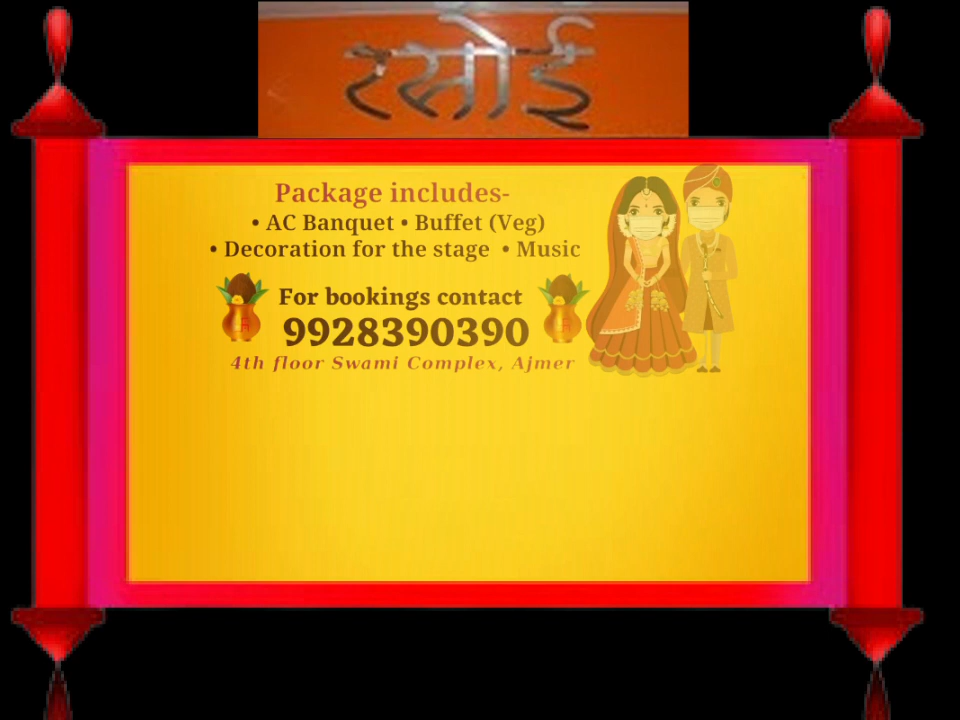 रसोई
Package includes-
• AC Banquet • Buffet (Veg)
• Decoration for the stage • Music
For bookings contact
9928390390
4th floor Swami Complex, Ajmer